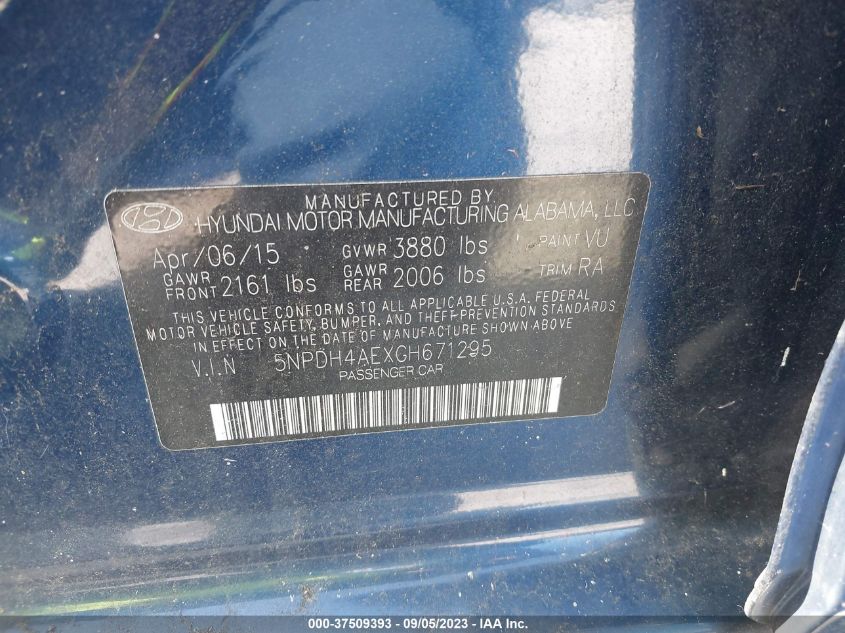 MANUFACTURED BY
HYUNDAI MOTOR MANUFACTURING ALABAMA, LLC
Apr/06/15 GVWR 3880 lbs PAINT VU
GAWR FRONT 2161 lbs GAWR REAR 2006 lbs TRIM RA
THIS VEHICLE CONFORMS TO ALL APPLICABLE U.S.A. FEDERAL
MOTOR VEHICLE SAFETY, BUMPER, AND THEFT PREVENTION STANDARDS
IN EFFECT ON THE DATE OF MANUFACTURE SHOWN ABOVE.
V.I.N 5NPDH4AEXGH671295
PASSENGER CAR
000-37509393 - 09/05/2023 - IAA Inc.